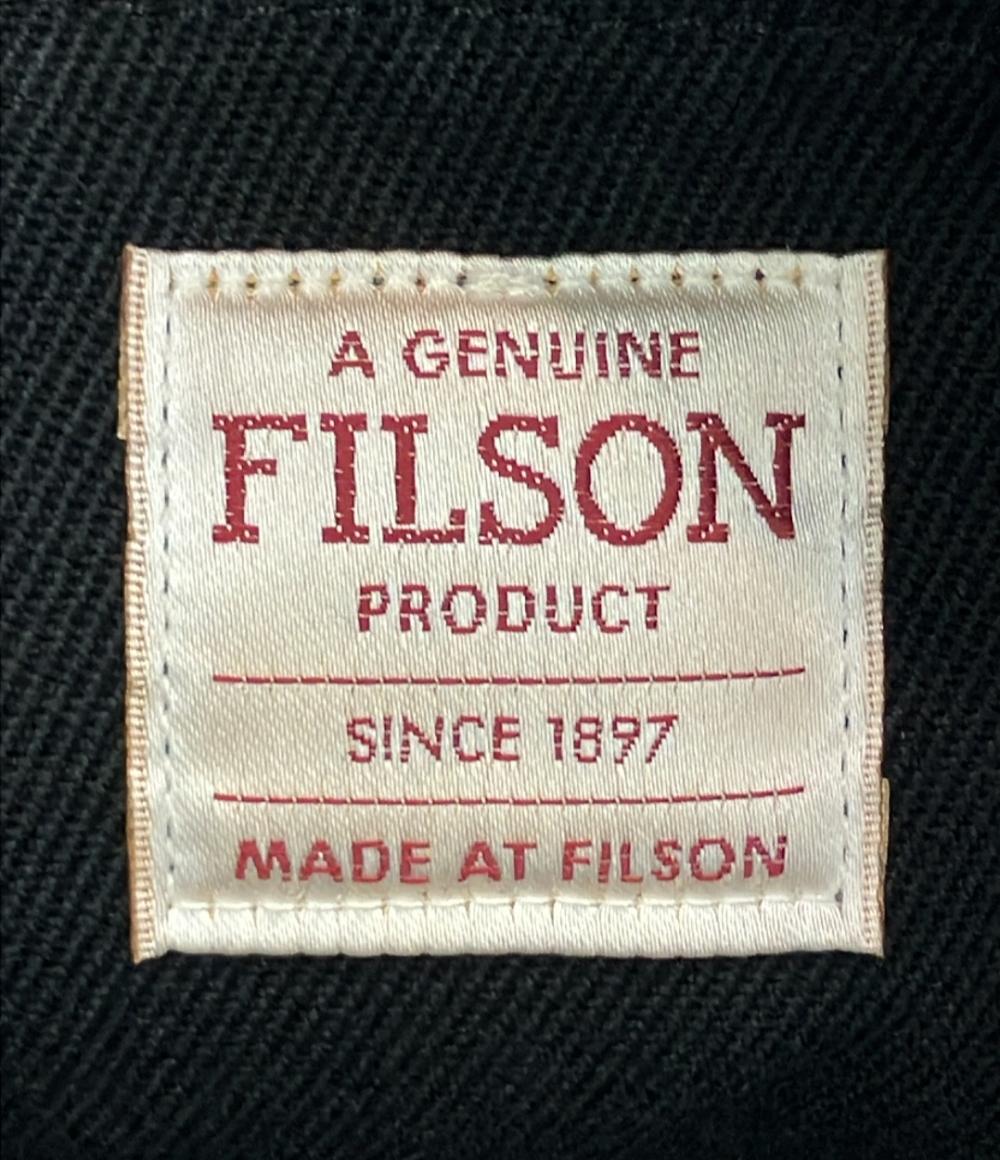 A GENUINE
FILSON
PRODUCT
SINCE 1897
MADE AT FILSON